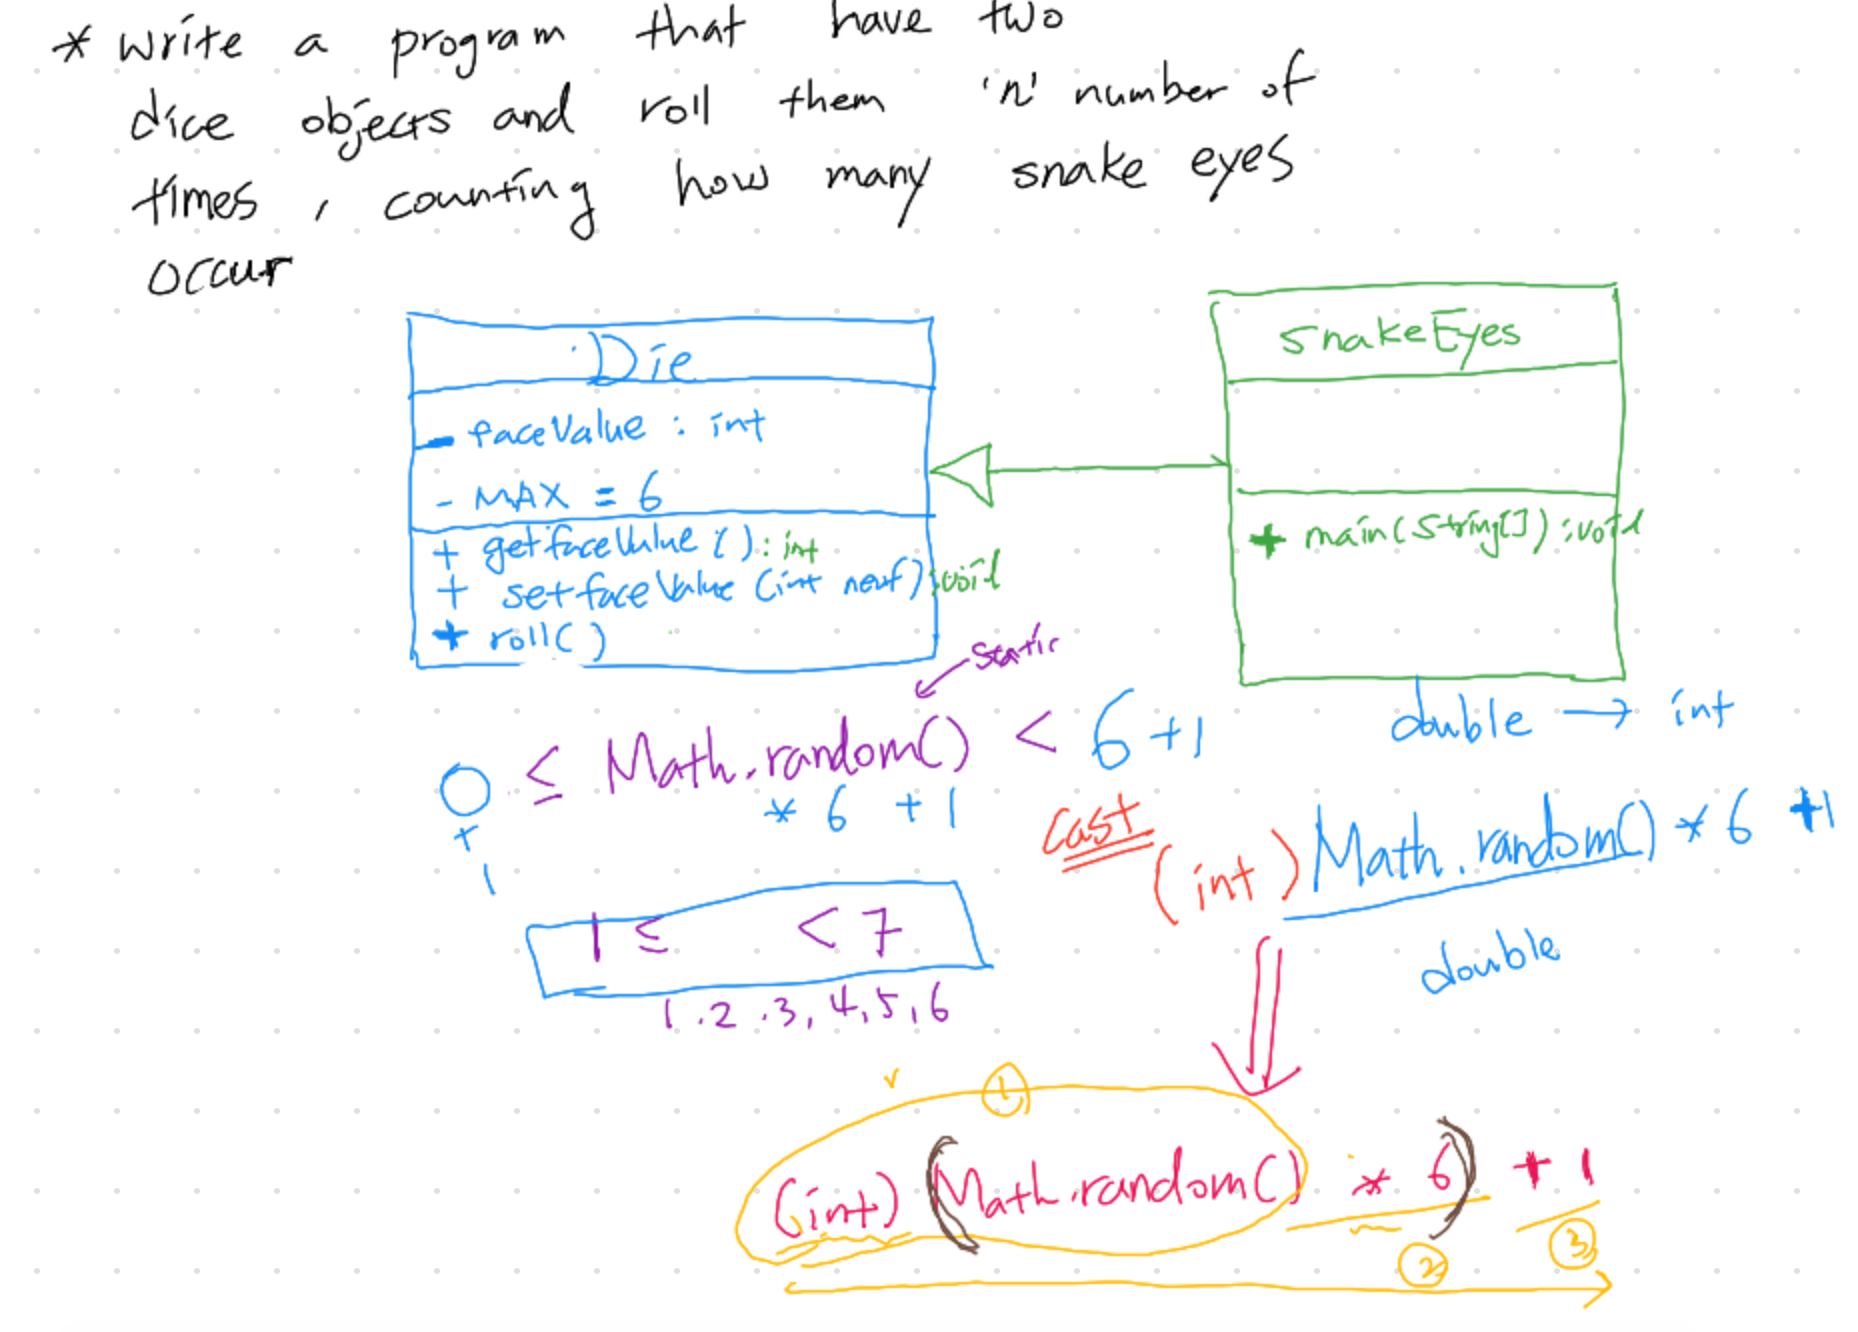 * Write a program that have two
dice objects and roll them 'n' number of
times, counting how many snake eyes
occur
Die
- faceValue : int
- MAX = 6
+ getfaceValue () : int
+ setfaceValue (int newf) : void
+ roll()
snakeEyes
+ main(String[]) : void
static
0 ≤ Math.random() < 6 +1
* 6 + 1
+
1
double → int
cast
(int) Math.random() * 6 +1
double
1 ≤ < 7
1.2.3,4,5,6
1
(int) (Math.random() * 6) + 1
2
3